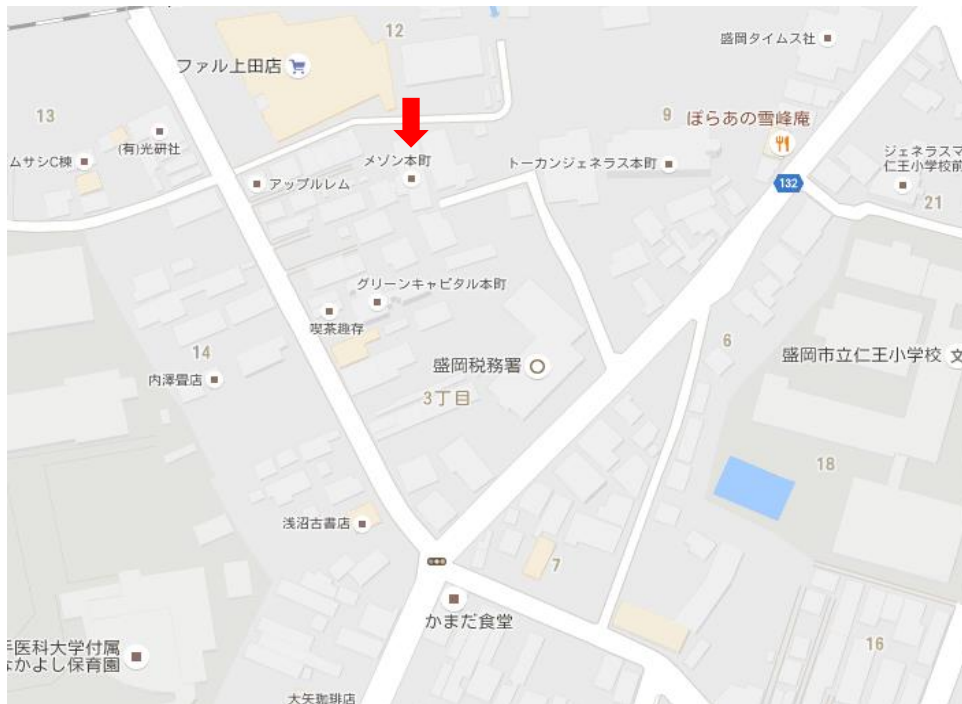 12
盛岡タイムス社
ファル上田店
13
9
ぽらあの雪峰庵
(有)光研社
ムサシC棟
メゾン本町
トーカンジェネラス本町
ジェネラスマ
仁王小学校前
アップルレム
132
21
グリーンキャピタル本町
喫茶趣存
14
6
盛岡税務署
盛岡市立仁王小学校
文
内澤畳店
3丁目
18
浅沼古書店
7
かまだ食堂
手医科大学付属
なかよし保育園
16
大矢珈琲店